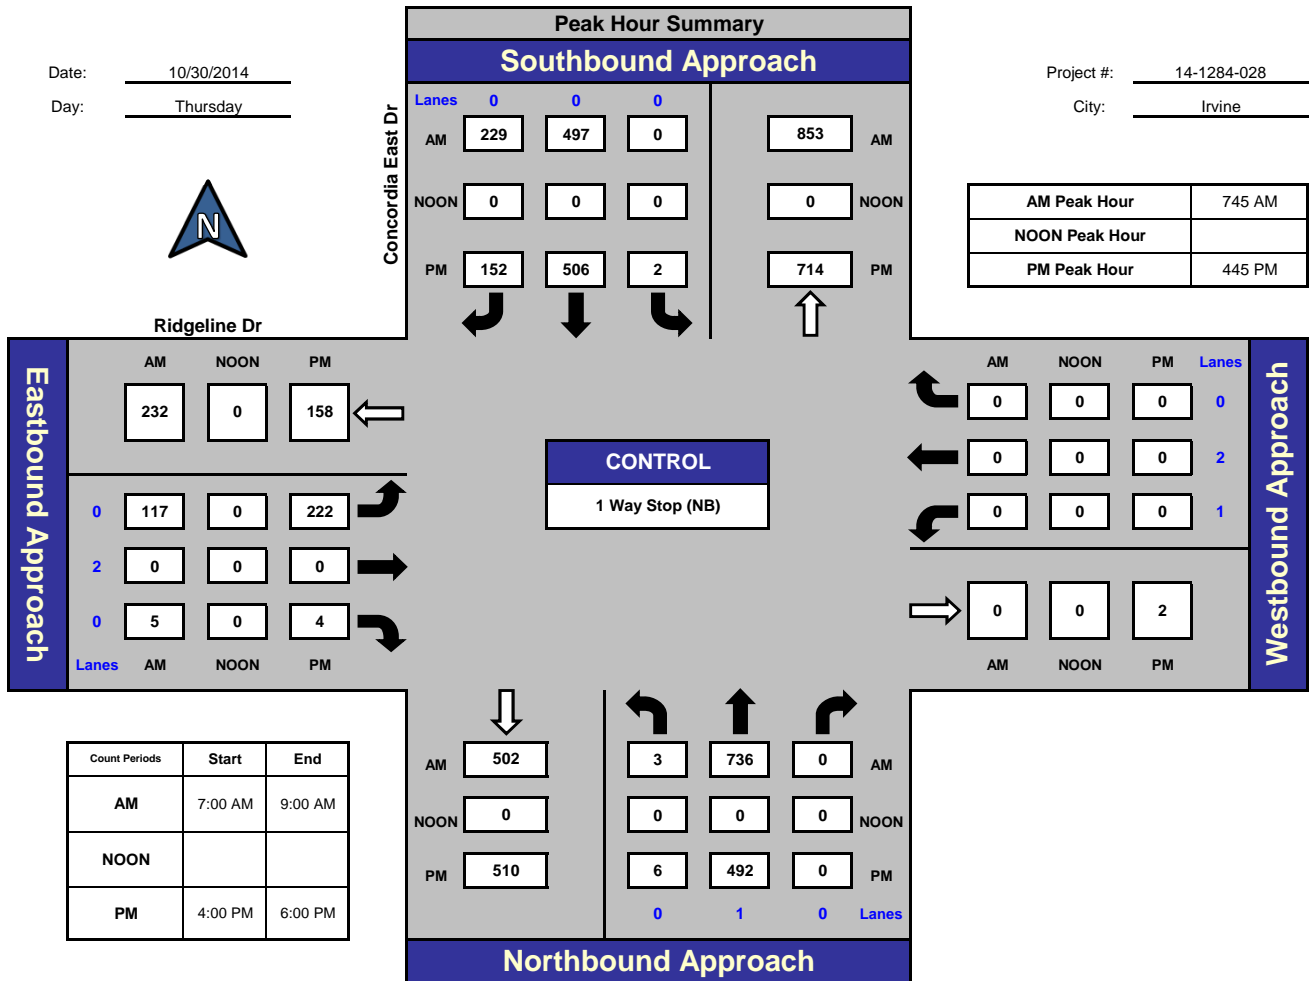 Peak Hour Summary
Southbound Approach
Date: 10/30/2014
Day: Thursday
Project #: 14-1284-028
City: Irvine
N
Concordia East Dr
Lanes 0 0 0
AM 229 497 0 853 AM
NOON 0 0 0 0 NOON
PM 152 506 2 714 PM
AM Peak Hour 745 AM
NOON Peak Hour
PM Peak Hour 445 PM
Ridgeline Dr
Eastbound Approach
AM NOON PM
232 0 158
0 117 0 222
2 0 0 0
0 5 0 4
Lanes AM NOON PM
CONTROL
1 Way Stop (NB)
AM NOON PM Lanes
0 0 0 0
0 0 0 2
0 0 0 1
0 0 2
AM NOON PM
Westbound Approach
Count Periods Start End
AM 7:00 AM 9:00 AM
NOON
PM 4:00 PM 6:00 PM
AM 502 3 736 0 AM
NOON 0 0 0 0 NOON
PM 510 6 492 0 PM
0 1 0 Lanes
Northbound Approach